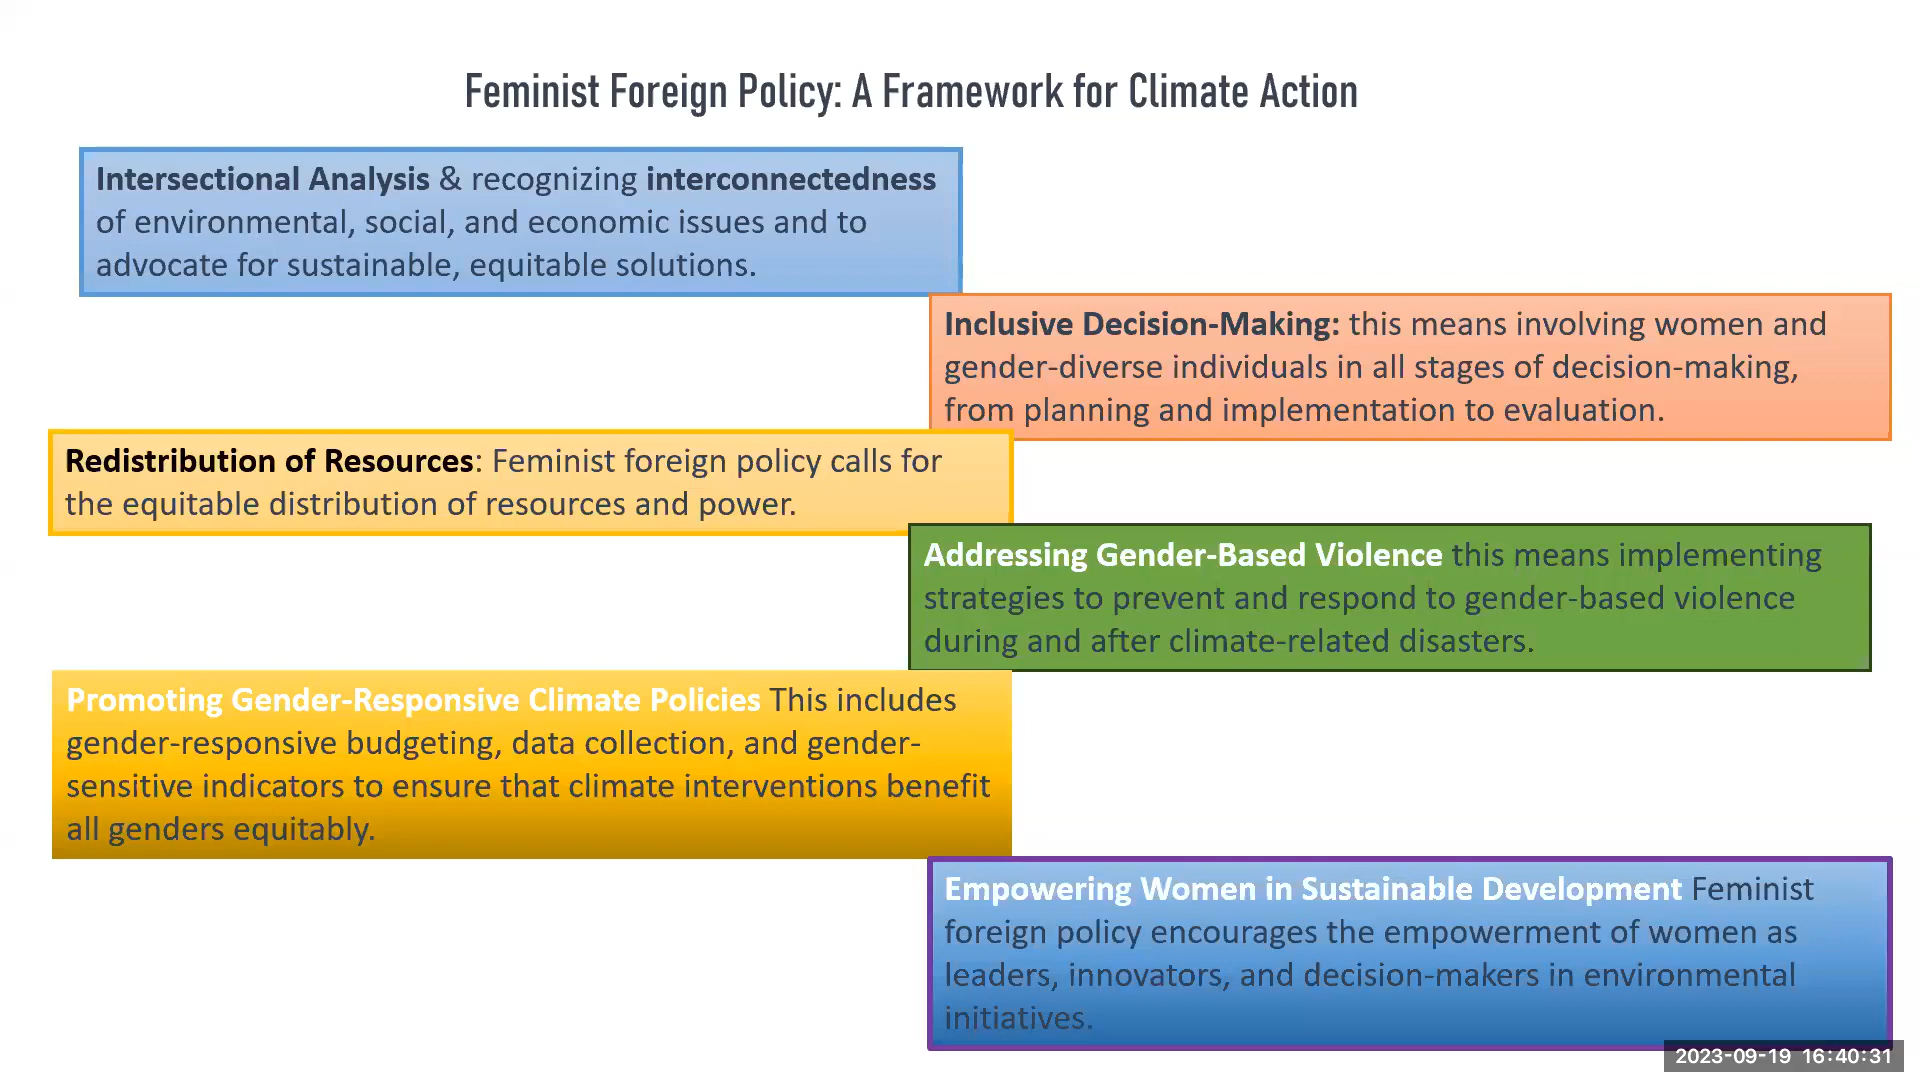 Feminist Foreign Policy: A Framework for Climate Action
Intersectional Analysis & recognizing interconnectedness
of environmental, social, and economic issues and to
advocate for sustainable, equitable solutions.
Inclusive Decision-Making: this means involving women and
gender-diverse individuals in all stages of decision-making,
from planning and implementation to evaluation.
Redistribution of Resources: Feminist foreign policy calls for
the equitable distribution of resources and power.
Addressing Gender-Based Violence this means implementing
strategies to prevent and respond to gender-based violence
during and after climate-related disasters.
Promoting Gender-Responsive Climate Policies This includes
gender-responsive budgeting, data collection, and gender-
sensitive indicators to ensure that climate interventions benefit
all genders equitably.
Empowering Women in Sustainable Development Feminist
foreign policy encourages the empowerment of women as
leaders, innovators, and decision-makers in environmental
initiatives.
2023-09-19 16:40:31